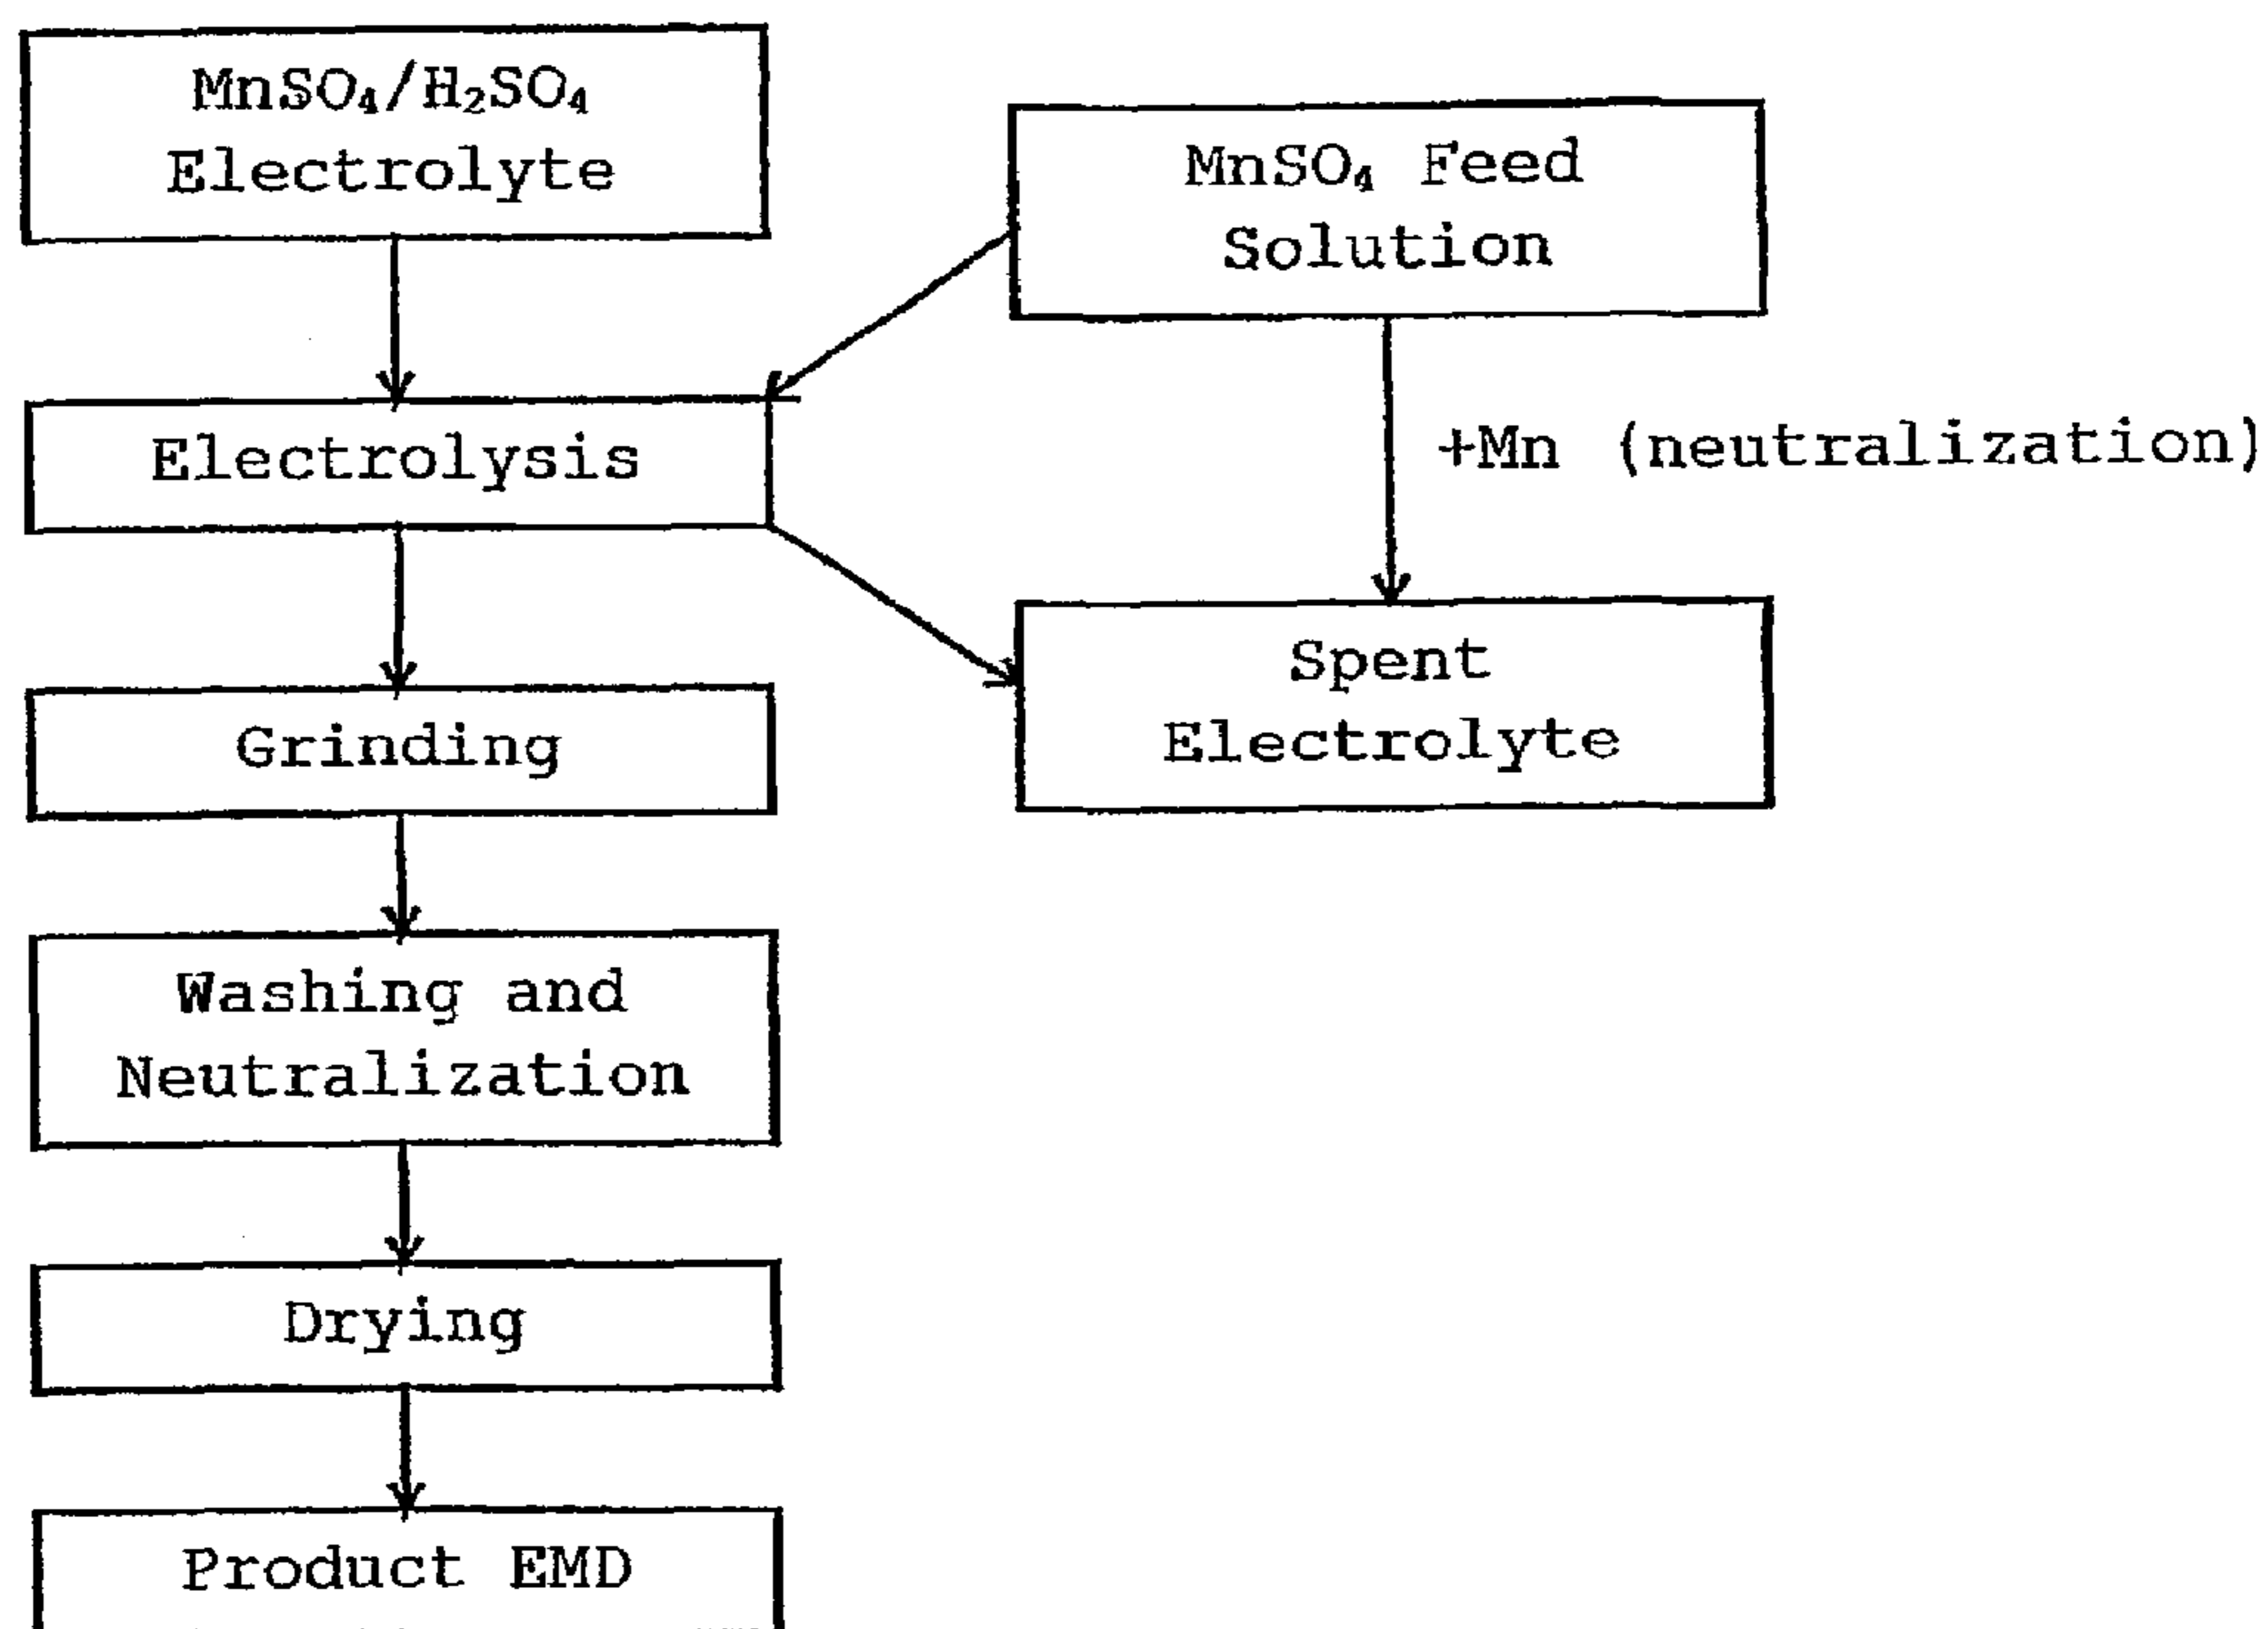 MnSO₄/H₂SO₄
Electrolyte
MnSO₄ Feed
Solution
Electrolysis
+Mn (neutralization)
Spent
Electrolyte
Grinding
Washing and
Neutralization
Drying
Product EMD